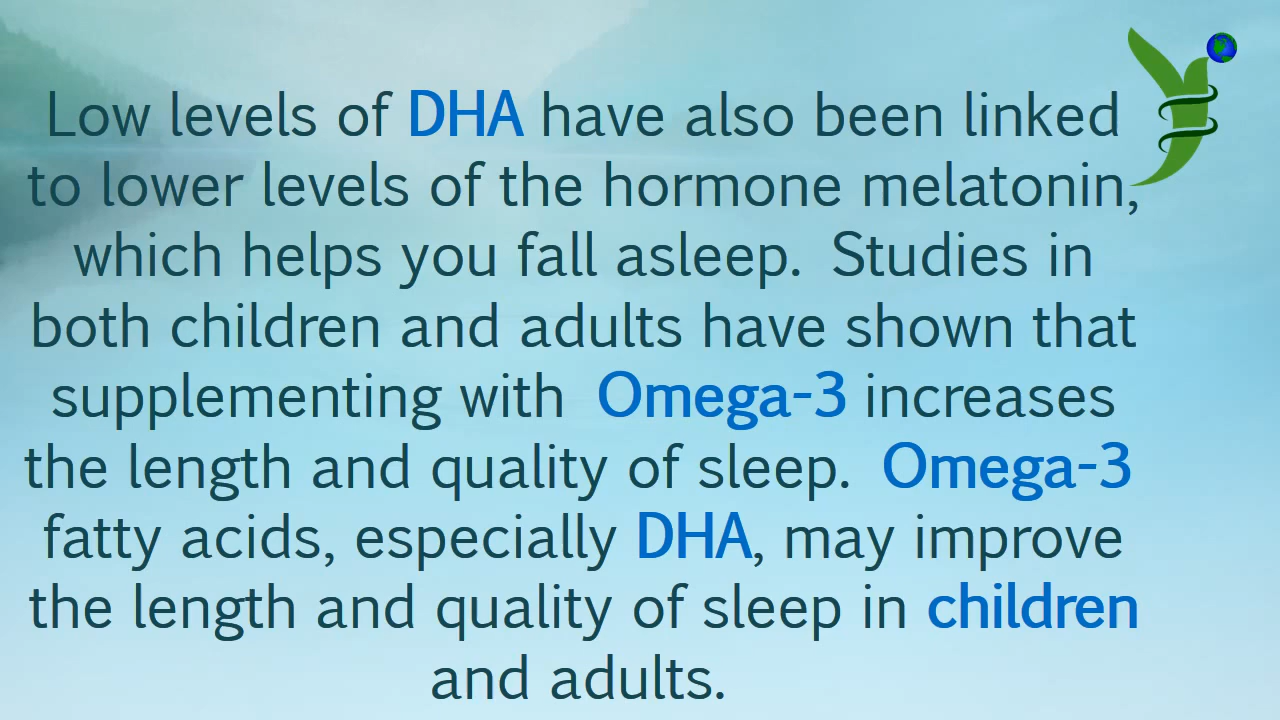 Low levels of DHA have also been linked
to lower levels of the hormone melatonin,
which helps you fall asleep. Studies in
both children and adults have shown that
supplementing with Omega-3 increases
the length and quality of sleep. Omega-3
fatty acids, especially DHA, may improve
the length and quality of sleep in children
and adults.